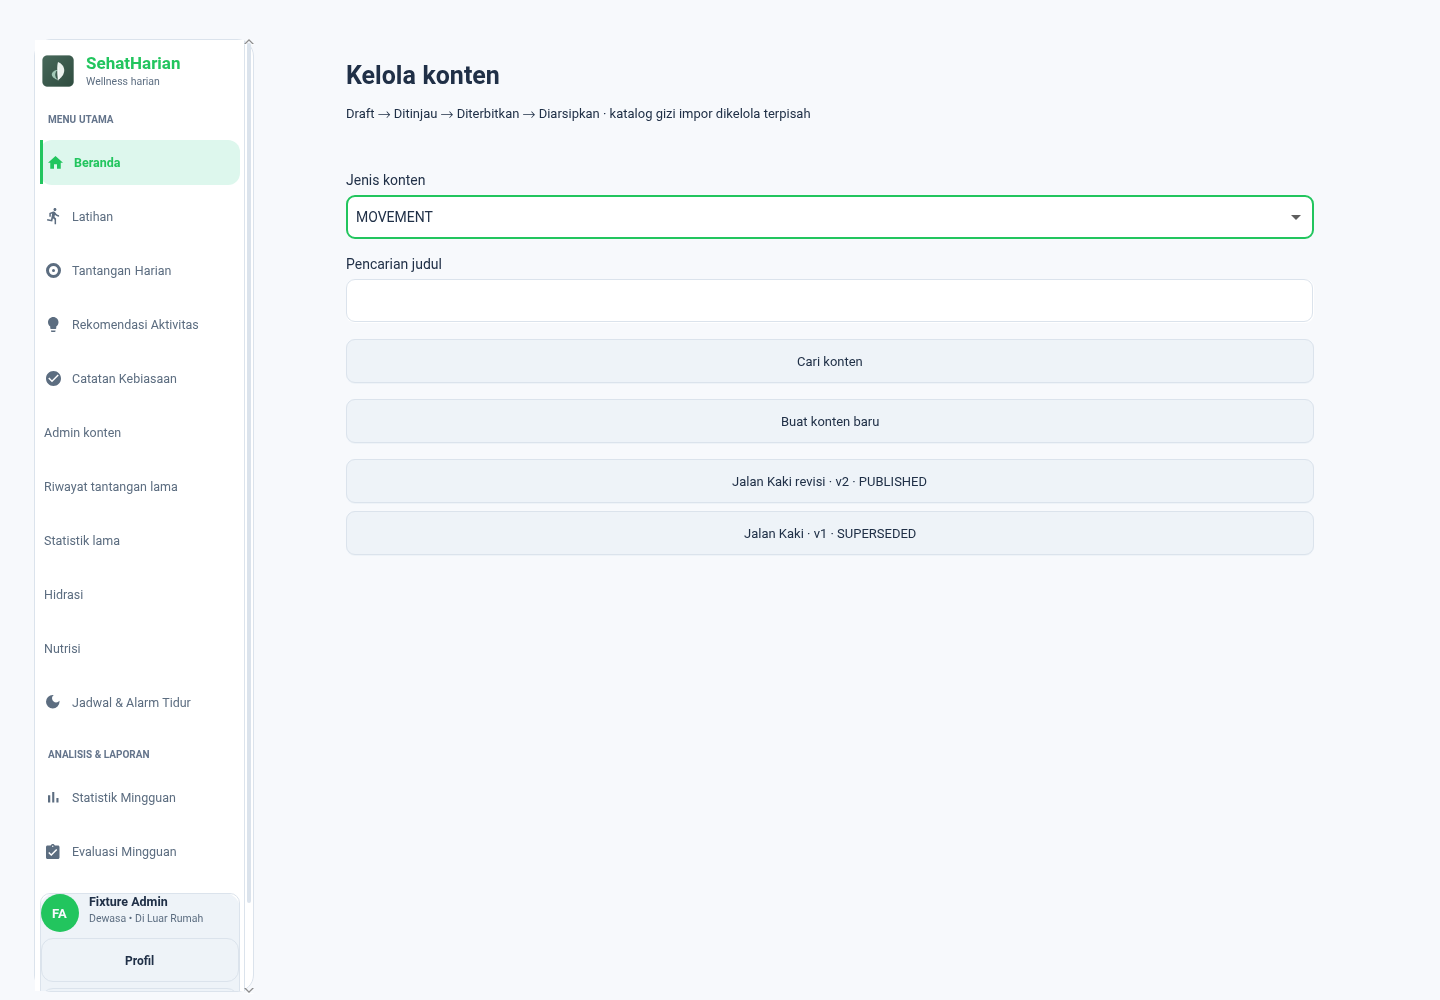 SehatHarian
Wellness harian
MENU UTAMA
Beranda
Latihan
Tantangan Harian
Rekomendasi Aktivitas
Catatan Kebiasaan
Admin konten
Riwayat tantangan lama
Statistik lama
Hidrasi
Nutrisi
Jadwal & Alarm Tidur
ANALISIS & LAPORAN
Statistik Mingguan
Evaluasi Mingguan
FA
Fixture Admin
Dewasa • Di Luar Rumah
Profil
Kelola konten
Draft → Ditinjau → Diterbitkan → Diarsipkan · katalog gizi impor dikelola terpisah
Jenis konten
MOVEMENT
Pencarian judul
Cari konten
Buat konten baru
Jalan Kaki revisi · v2 · PUBLISHED
Jalan Kaki · v1 · SUPERSEDED